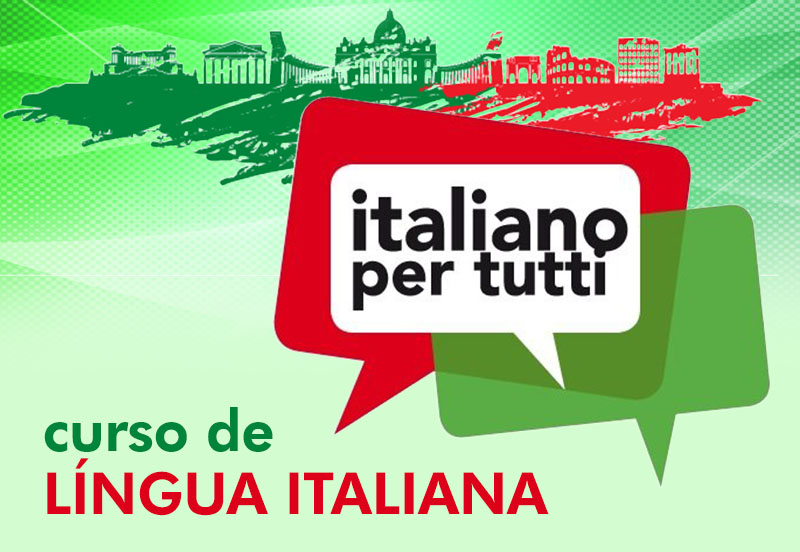 italiano
per tutti
curso de
LÍNGUA ITALIANA